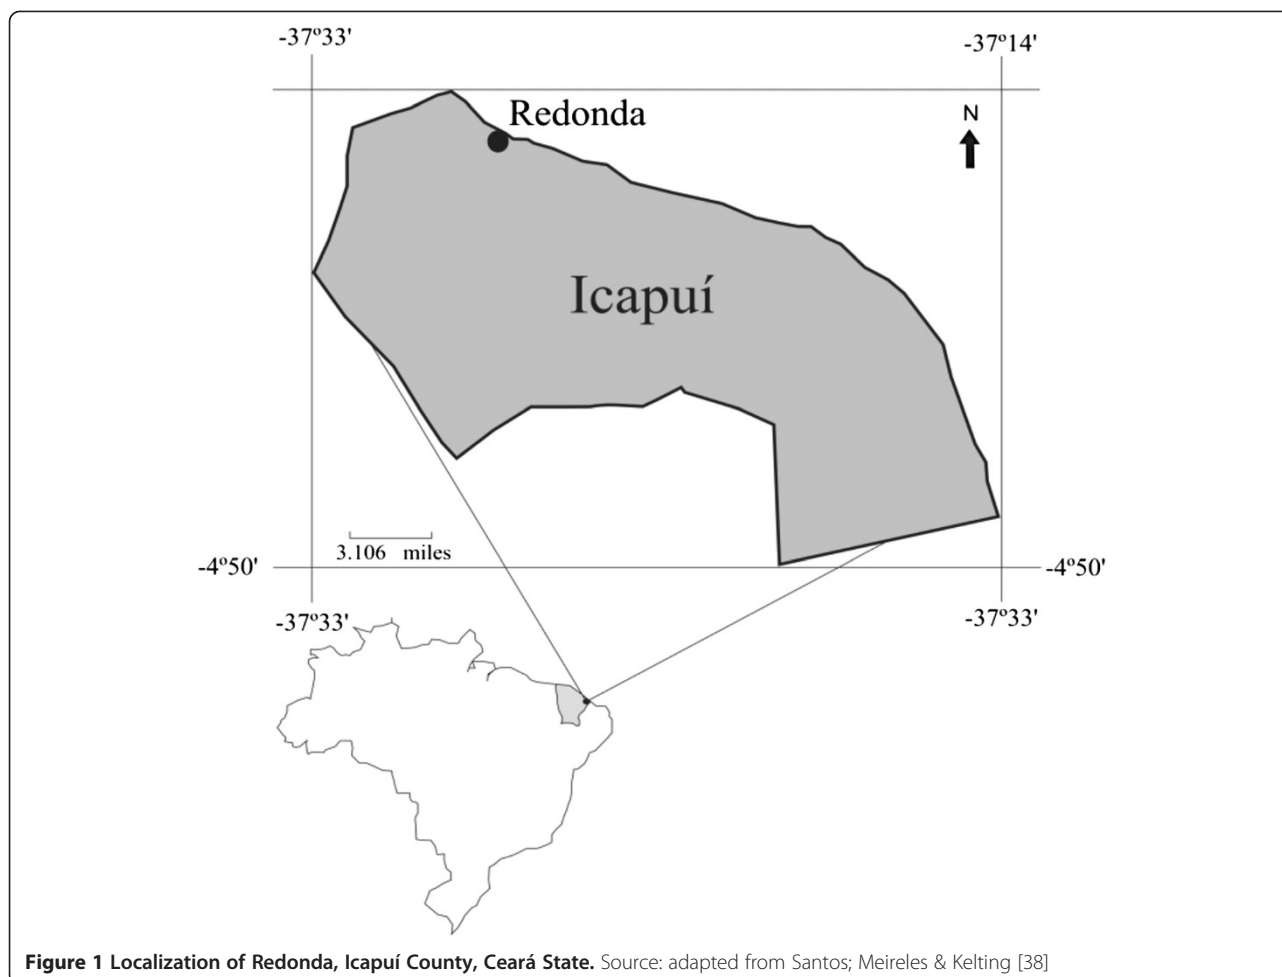 -37º33'
-37º14'
Redonda
N
Icapuí
3.106 miles
-4º50'
-4º50'
-37º33'
-37º33'
Figure 1 Localization of Redonda, Icapuí County, Ceará State. Source: adapted from Santos; Meireles & Kelting [38]